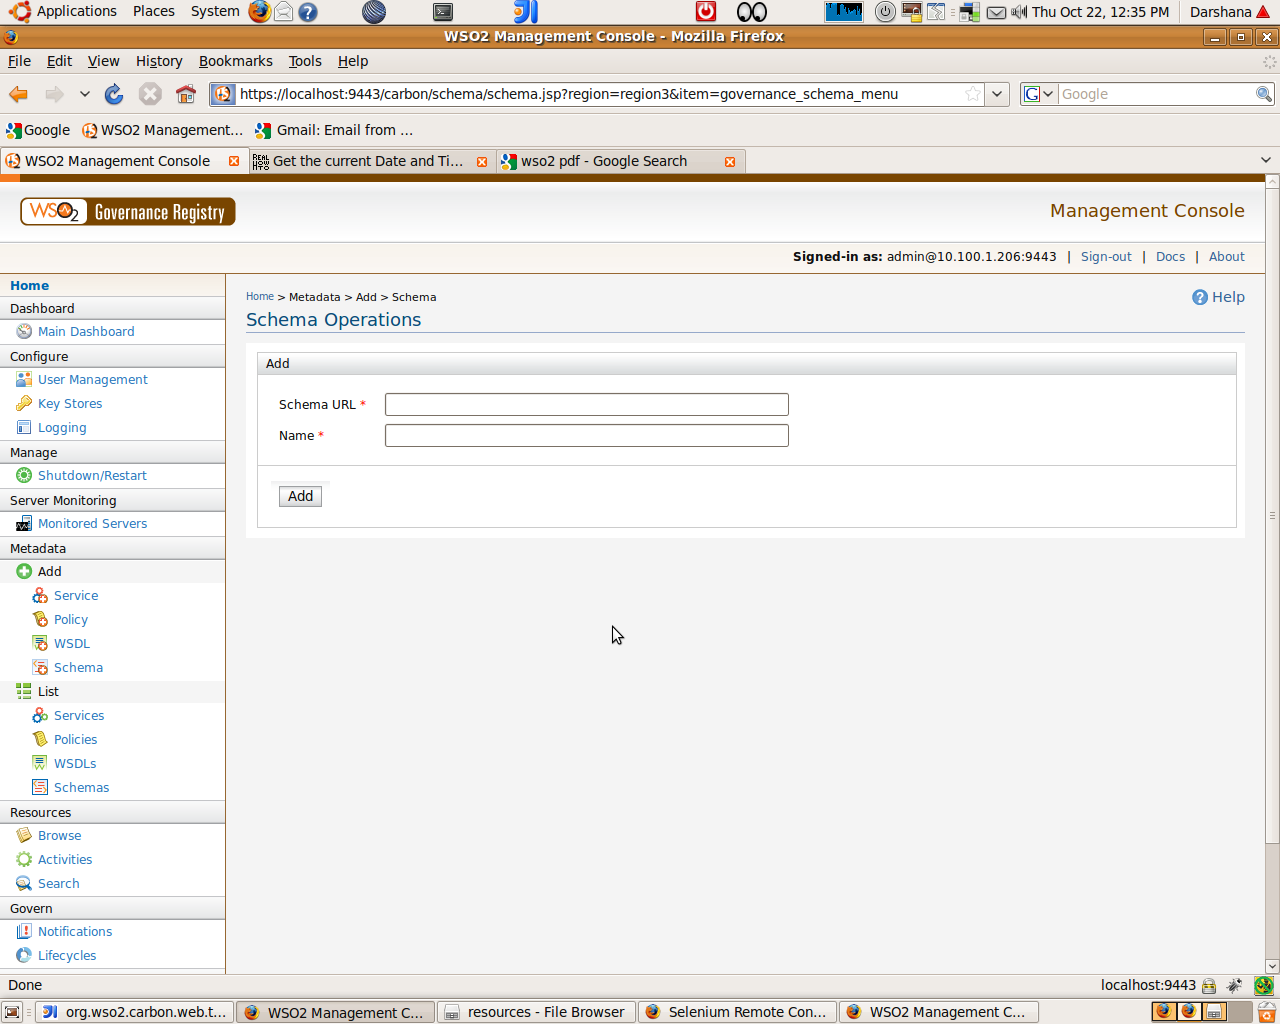 Applications Places System Thu Oct 22, 12:35 PM Darshana
WSO2 Management Console - Mozilla Firefox
File Edit View History Bookmarks Tools Help
https://localhost:9443/carbon/schema/schema.jsp?region=region3&item=governance_schema_menu G Google
Google WSO2 Management... Gmail: Email from ...
WSO2 Management Console REAL HOW TO Get the current Date and Ti... wso2 pdf - Google Search
WSO2 Governance Registry Management Console
Signed-in as: admin@10.100.1.206:9443 | Sign-out | Docs | About
Home
Dashboard
Main Dashboard
Configure
User Management
Key Stores
Logging
Manage
Shutdown/Restart
Server Monitoring
Monitored Servers
Metadata
Add
Service
Policy
WSDL
Schema
List
Services
Policies
WSDLs
Schemas
Resources
Browse
Activities
Search
Govern
Notifications
Lifecycles
Home > Metadata > Add > Schema Help
Schema Operations
Add
Schema URL *
Name *
Add
Done localhost:9443
org.wso2.carbon.web.t... WSO2 Management C... resources - File Browser Selenium Remote Con... WSO2 Management C...